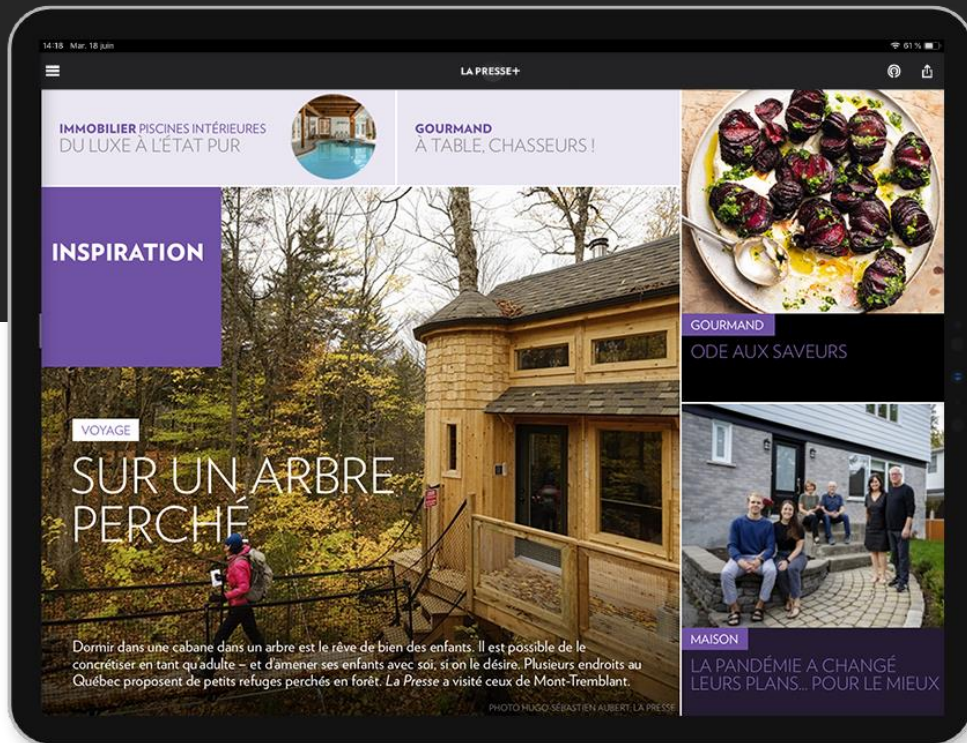 14:18 Mar. 18 juin
61 %
LA PRESSE+
IMMOBILIER PISCINES INTÉRIEURES
DU LUXE À L'ÉTAT PUR
GOURMAND
À TABLE, CHASSEURS !
INSPIRATION
VOYAGE
SUR UN ARBRE
PERCHÉ
Dormir dans une cabane dans un arbre est le rêve de bien des enfants. Il est possible de le
concrétiser en tant qu'adulte – et d'amener ses enfants avec soi, si on le désire. Plusieurs endroits au
Québec proposent de petits refuges perchés en forêt. La Presse a visité ceux de Mont-Tremblant.
PHOTO HUGO-SÉBASTIEN AUBERT, LA PRESSE
GOURMAND
ODE AUX SAVEURS
MAISON
LA PANDÉMIE A CHANGÉ
LEURS PLANS... POUR LE MIEUX